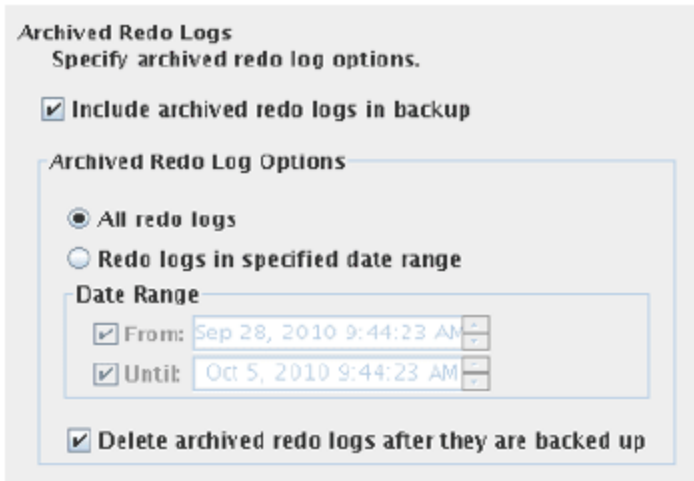 Archived Redo Logs
Specify archived redo log options.
Include archived redo logs in backup
Archived Redo Log Options
All redo logs
Redo logs in specified date range
Date Range
From: Sep 28, 2010 9:44:23 AM
Until: Oct 5, 2010 9:44:23 AM
Delete archived redo logs after they are backed up